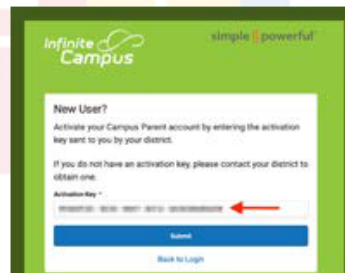 Infinite
Campus
simple || powerful
New User?
Activate your Campus Parent account by entering the activation
key sent to you by your district.
If you do not have an activation key, please contact your district to
obtain one.
Activation Key *
Submit
Back to Login